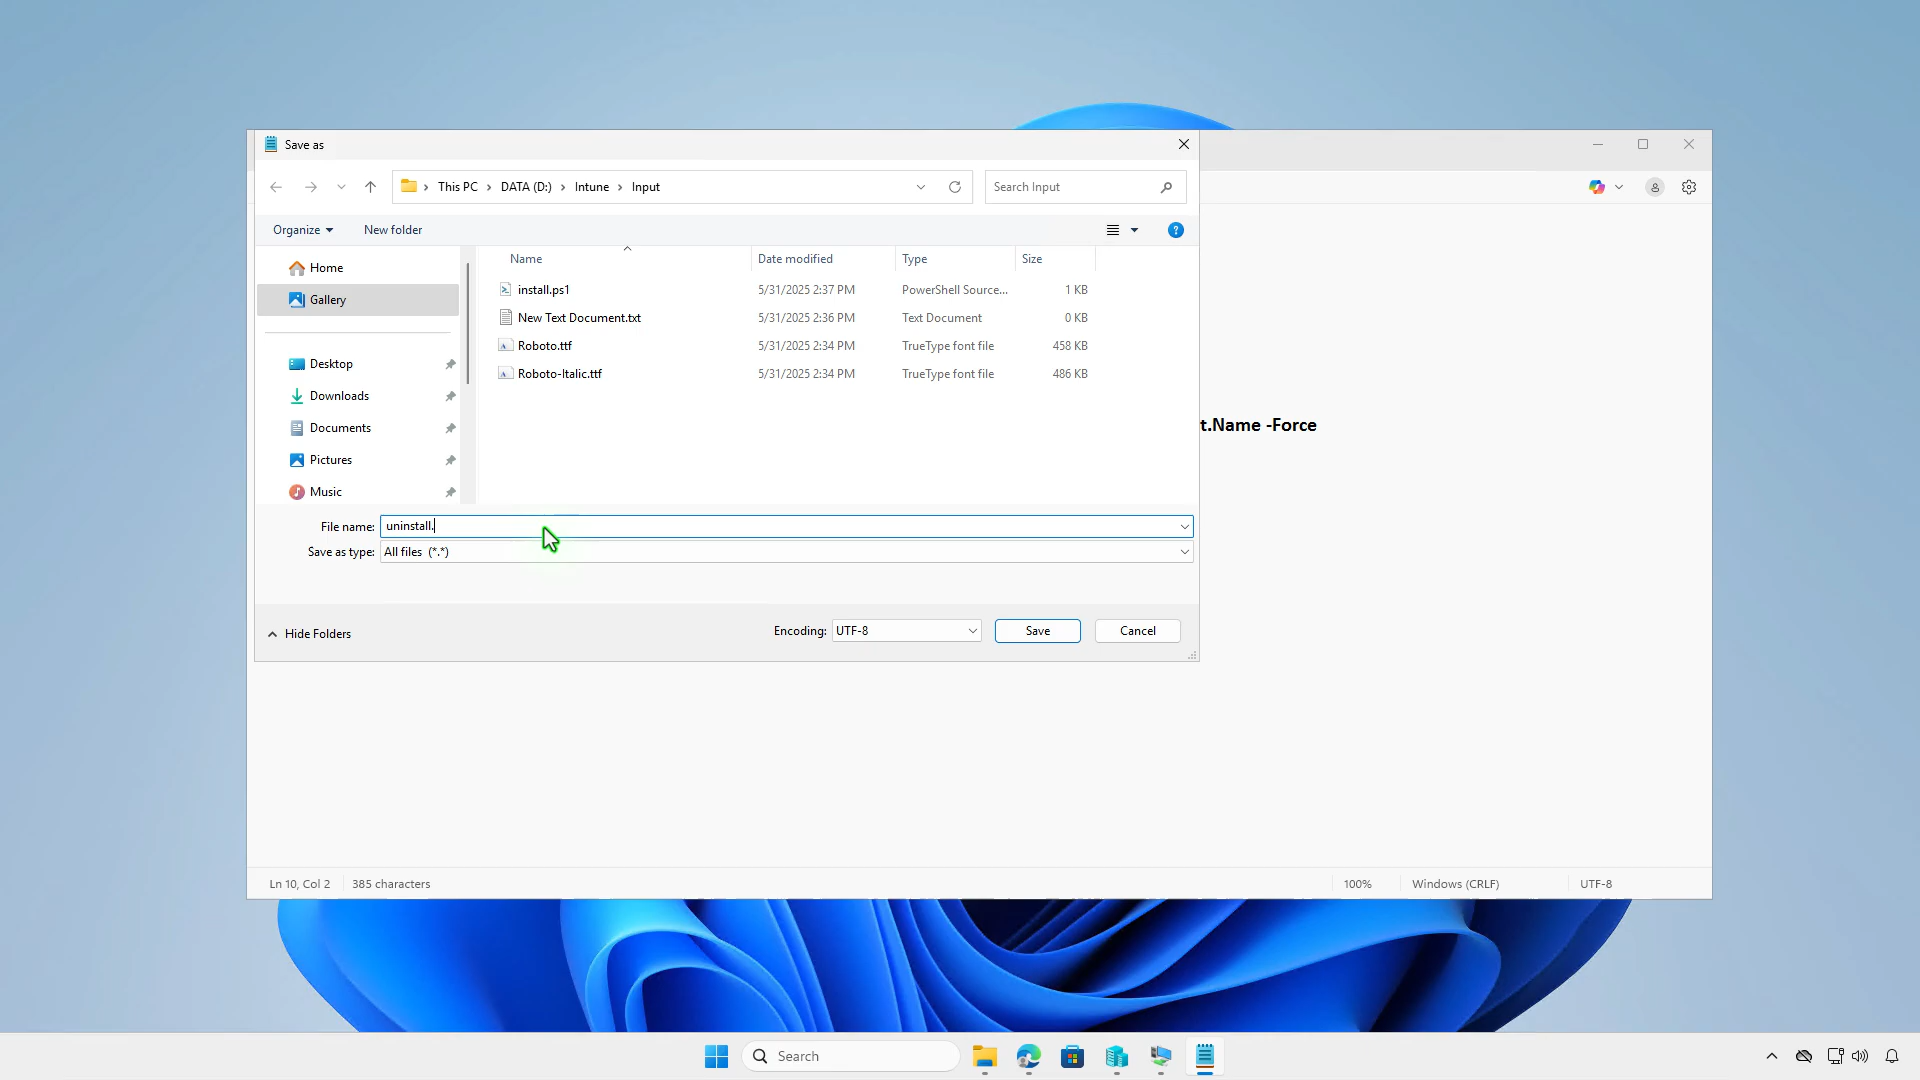 Save as
This PC > DATA (D:) > Intune > Input
Search Input
Organize
New folder
Home
Gallery
Desktop
Downloads
Documents
Pictures
Music
Name Date modified Type Size
install.ps1 5/31/2025 2:37 PM PowerShell Source... 1 KB
New Text Document.txt 5/31/2025 2:36 PM Text Document 0 KB
Roboto.ttf 5/31/2025 2:34 PM TrueType font file 458 KB
Roboto-Italic.ttf 5/31/2025 2:34 PM TrueType font file 486 KB
t.Name -Force
File name: uninstall.
Save as type: All files (*.*)
Hide Folders
Encoding: UTF-8
Save
Cancel
Ln 10, Col 2 385 characters 100% Windows (CRLF) UTF-8
Search